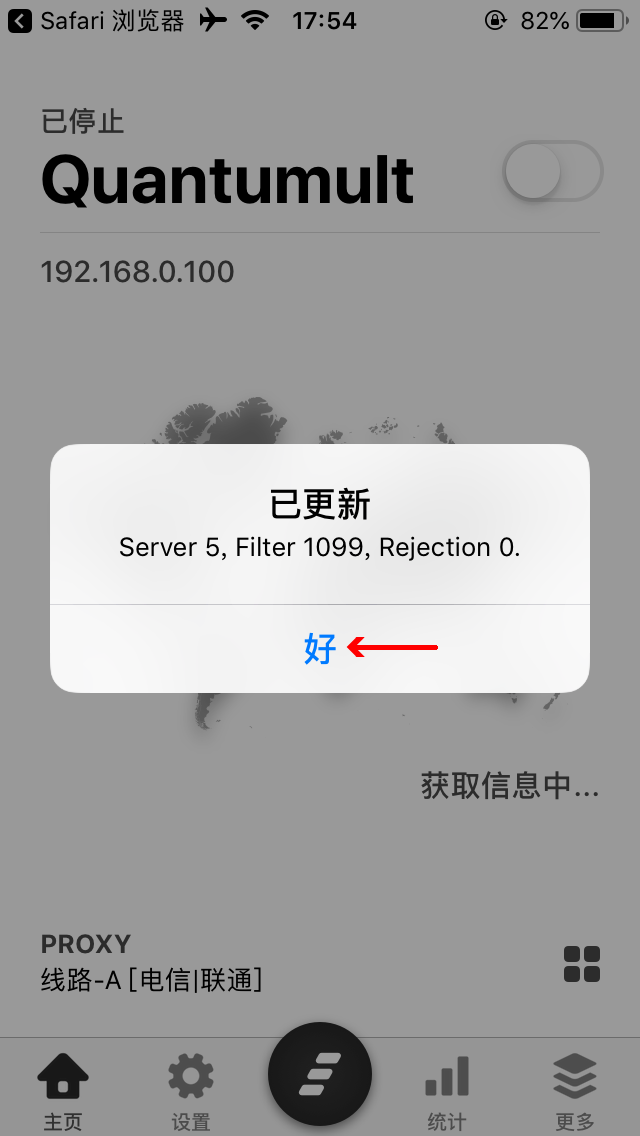 Safari 浏览器 17:54 82%
已停止
Quantumult
192.168.0.100
已更新
Server 5, Filter 1099, Rejection 0.
好
获取信息中...
PROXY
线路-A [电信|联通]
主页 设置 统计 更多